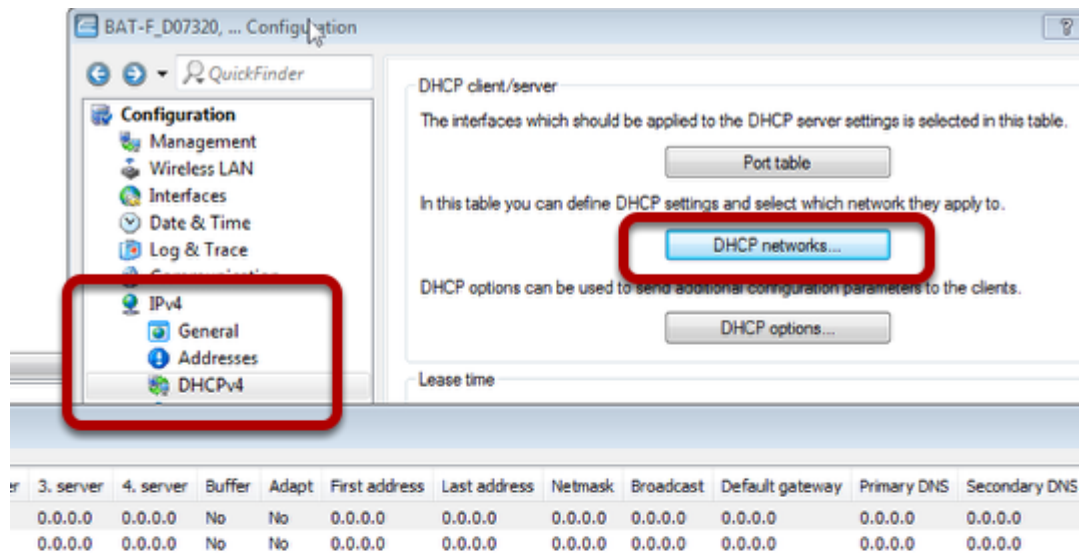 BAT-F_D07320, ... Configuration
QuickFinder
Configuration
Management
Wireless LAN
Interfaces
Date & Time
Log & Trace
Communication
IPv4
General
Addresses
DHCPv4
DHCP client/server
The interfaces which should be applied to the DHCP server settings is selected in this table.
Port table
In this table you can define DHCP settings and select which network they apply to.
DHCP networks...
DHCP options can be used to send additional configuration parameters to the clients.
DHCP options...
Lease time
3. server 4. server Buffer Adapt First address Last address Netmask Broadcast Default gateway Primary DNS Secondary DNS
0.0.0.0 0.0.0.0 No No 0.0.0.0 0.0.0.0 0.0.0.0 0.0.0.0 0.0.0.0 0.0.0.0 0.0.0.0
0.0.0.0 0.0.0.0 No No 0.0.0.0 0.0.0.0 0.0.0.0 0.0.0.0 0.0.0.0 0.0.0.0 0.0.0.0